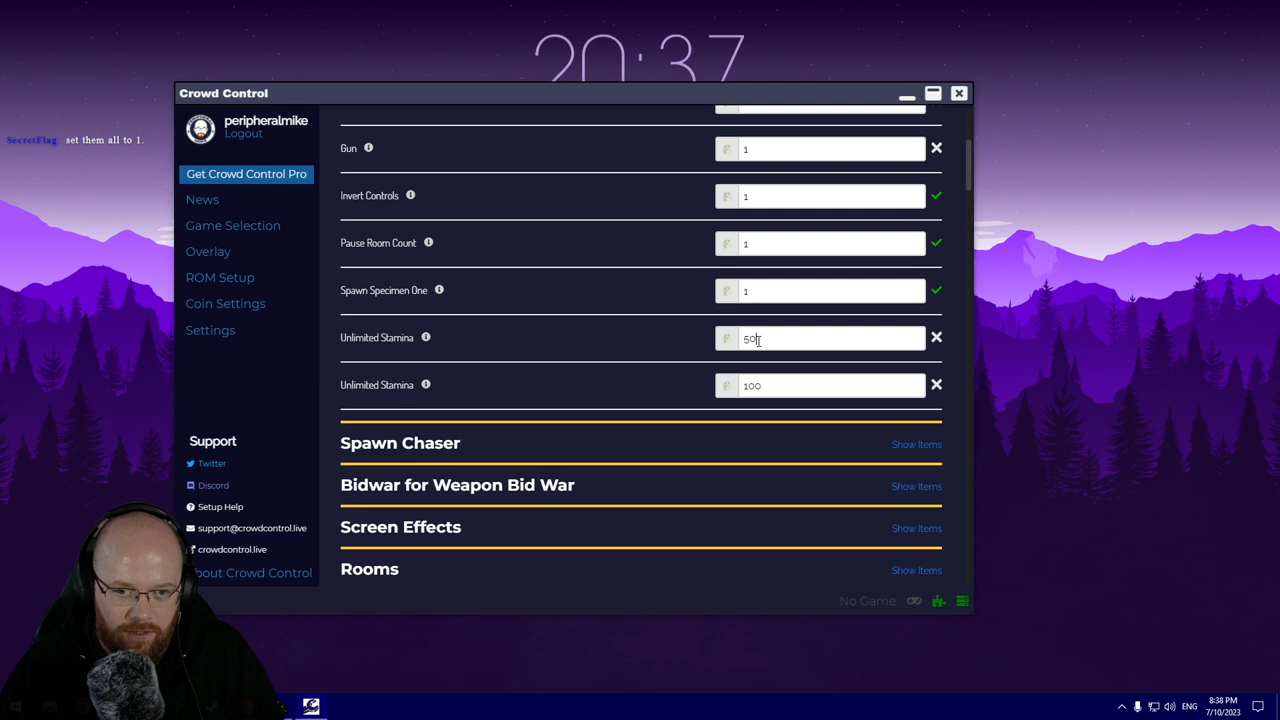 20:37
Crowd Control
peripheralmike
Logout
SecretFlag: set them all to 1.
Get Crowd Control Pro
News
Game Selection
Overlay
ROM Setup
Coin Settings
Settings
Gun 1
Invert Controls 1
Pause Room Count 1
Spawn Specimen One 1
Unlimited Stamina 50
Unlimited Stamina 100
Spawn Chaser Show Items
Bidwar for Weapon Bid War Show Items
Screen Effects Show Items
Rooms Show Items
Support
Twitter
Discord
Setup Help
support@crowdcontrol.live
crowdcontrol.live
bout Crowd Control
No Game
ENG
8:38 PM
7/10/2023